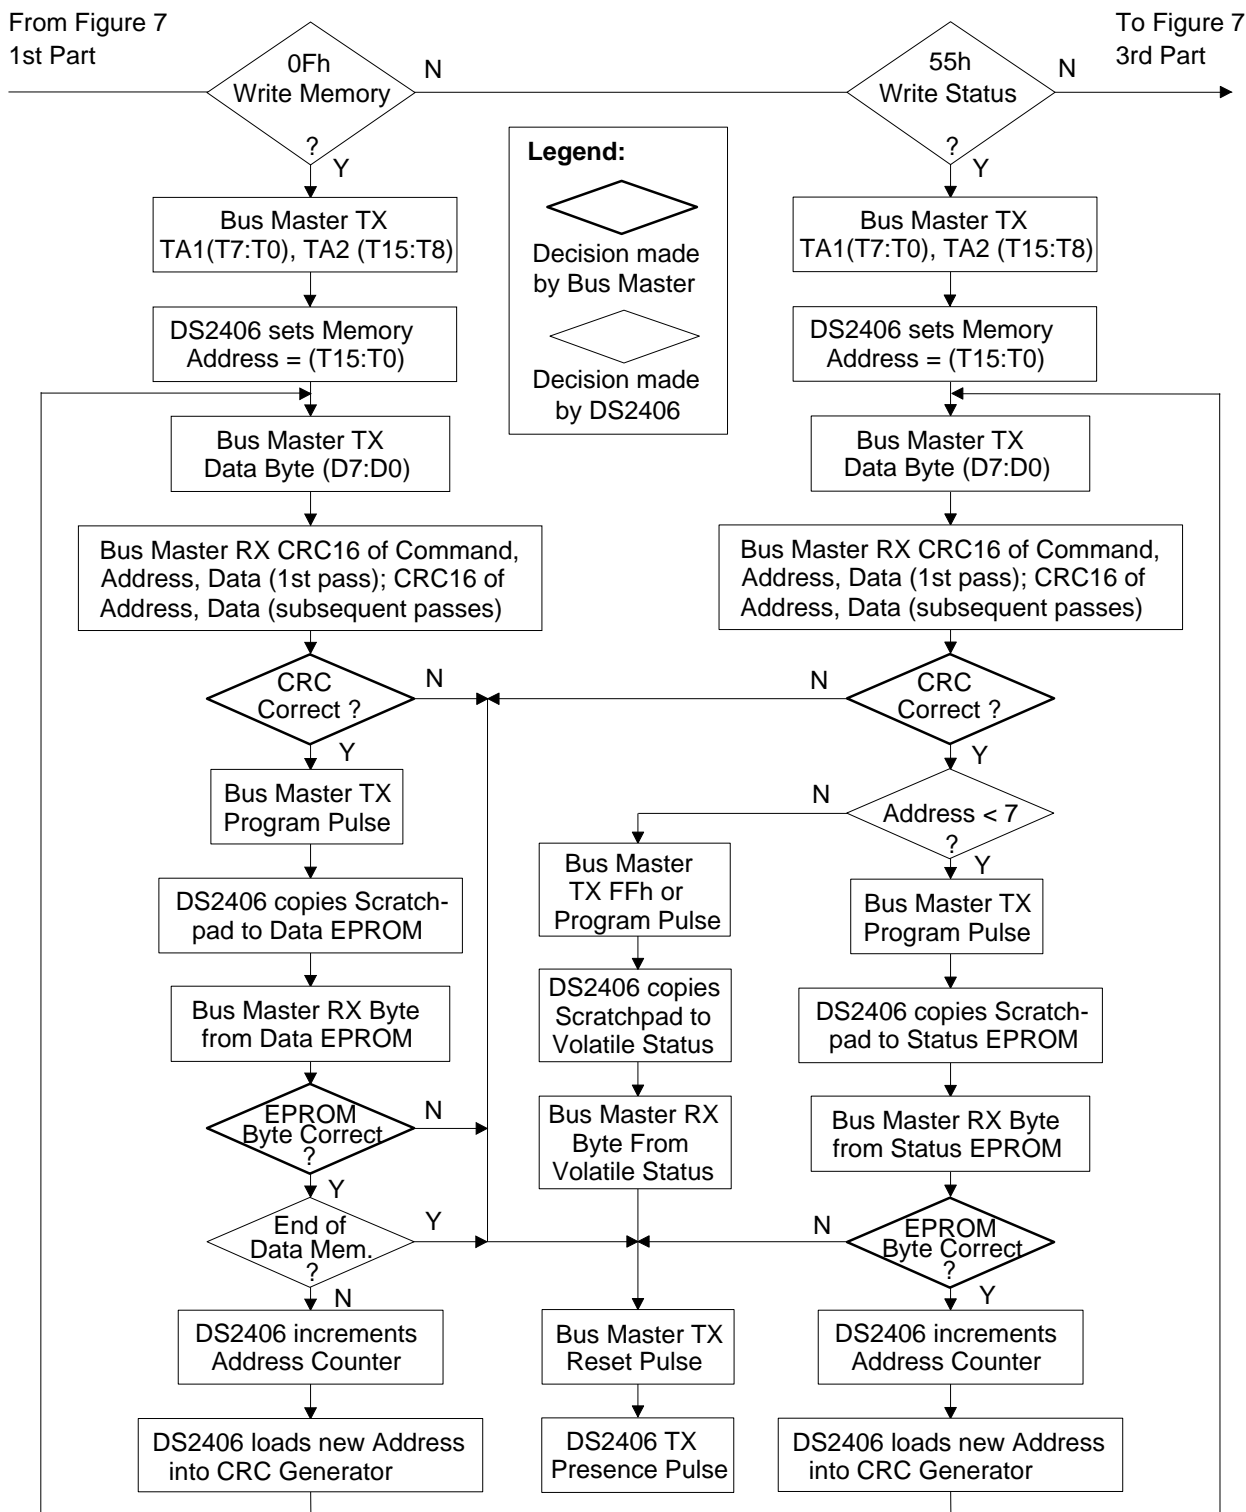 From Figure 7
1st Part
To Figure 7
3rd Part
0Fh
Write Memory
?
N
Y
55h
Write Status
?
N
Y
Legend:
Decision made
by Bus Master
Decision made
by DS2406
Bus Master TX
TA1(T7:T0), TA2 (T15:T8)
DS2406 sets Memory
Address = (T15:T0)
Bus Master TX
Data Byte (D7:D0)
Bus Master RX CRC16 of Command,
Address, Data (1st pass); CRC16 of
Address, Data (subsequent passes)
CRC
Correct ?
N
Y
Bus Master TX
Program Pulse
DS2406 copies Scratch-
pad to Data EPROM
Bus Master RX Byte
from Data EPROM
EPROM
Byte Correct
?
N
Y
End of
Data Mem.
?
Y
N
DS2406 increments
Address Counter
DS2406 loads new Address
into CRC Generator
Bus Master TX
TA1(T7:T0), TA2 (T15:T8)
DS2406 sets Memory
Address = (T15:T0)
Bus Master TX
Data Byte (D7:D0)
Bus Master RX CRC16 of Command,
Address, Data (1st pass); CRC16 of
Address, Data (subsequent passes)
CRC
Correct ?
N
Y
Address < 7
?
N
Y
Bus Master
TX FFh or
Program Pulse
DS2406 copies
Scratchpad to
Volatile Status
Bus Master RX
Byte From
Volatile Status
Bus Master TX
Reset Pulse
DS2406 TX
Presence Pulse
Bus Master TX
Program Pulse
DS2406 copies Scratch-
pad to Status EPROM
Bus Master RX Byte
from Status EPROM
EPROM
Byte Correct
?
N
Y
DS2406 increments
Address Counter
DS2406 loads new Address
into CRC Generator